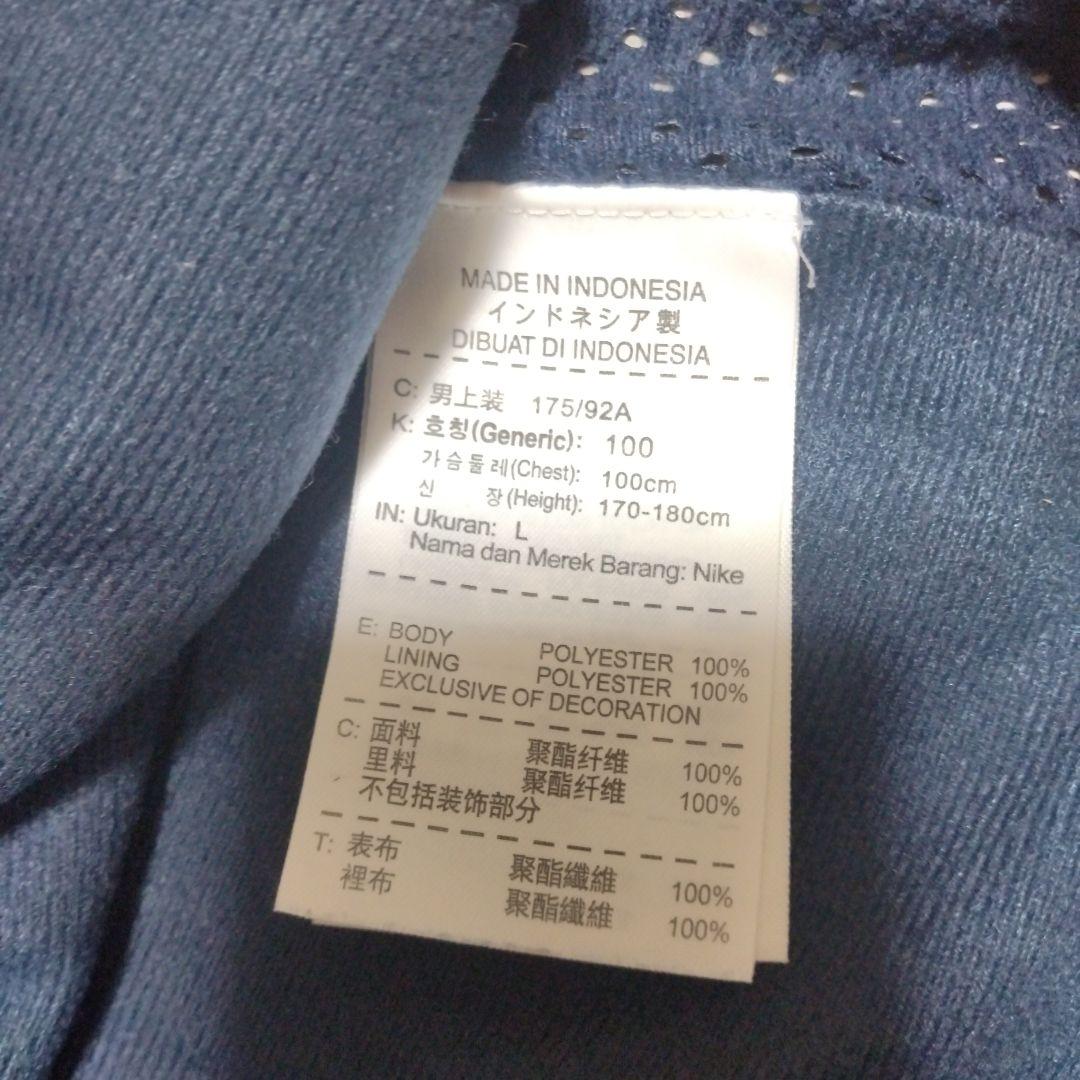 MADE IN INDONESIA
インドネシア製
DIBUAT DI INDONESIA
C: 男上装 175/92A
K: 호칭(Generic): 100
가슴둘레(Chest): 100cm
신 장(Height): 170-180cm
IN: Ukuran: L
Nama dan Merek Barang: Nike
E: BODY POLYESTER 100%
LINING POLYESTER 100%
EXCLUSIVE OF DECORATION
C: 面料 聚酯纤维 100%
里料 聚酯纤维 100%
不包括装饰部分
T: 表布 聚酯纖維 100%
裡布 聚酯纖維 100%